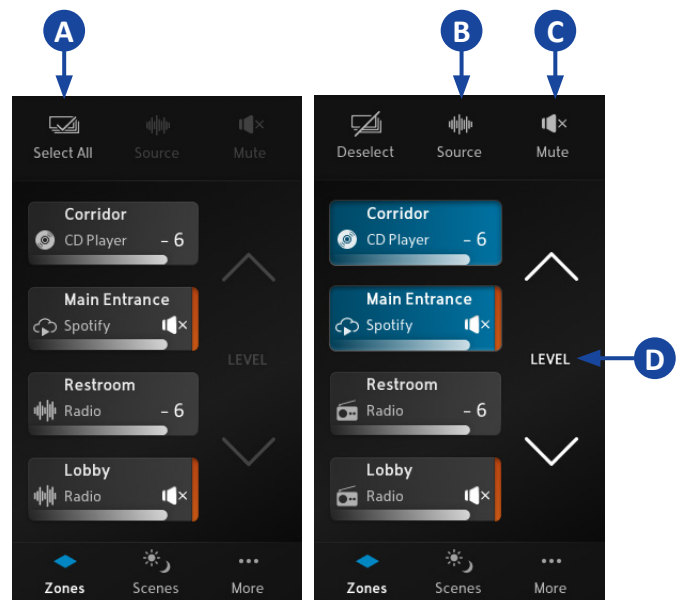 A
B
C
Select All
Source
Mute
Corridor
CD Player
- 6
Main Entrance
Spotify
LEVEL
Restroom
Radio
- 6
Lobby
Radio
Zones
Scenes
More
Deselect
Source
Mute
Corridor
CD Player
- 6
Main Entrance
Spotify
LEVEL
D
Restroom
Radio
- 6
Lobby
Radio
Zones
Scenes
More